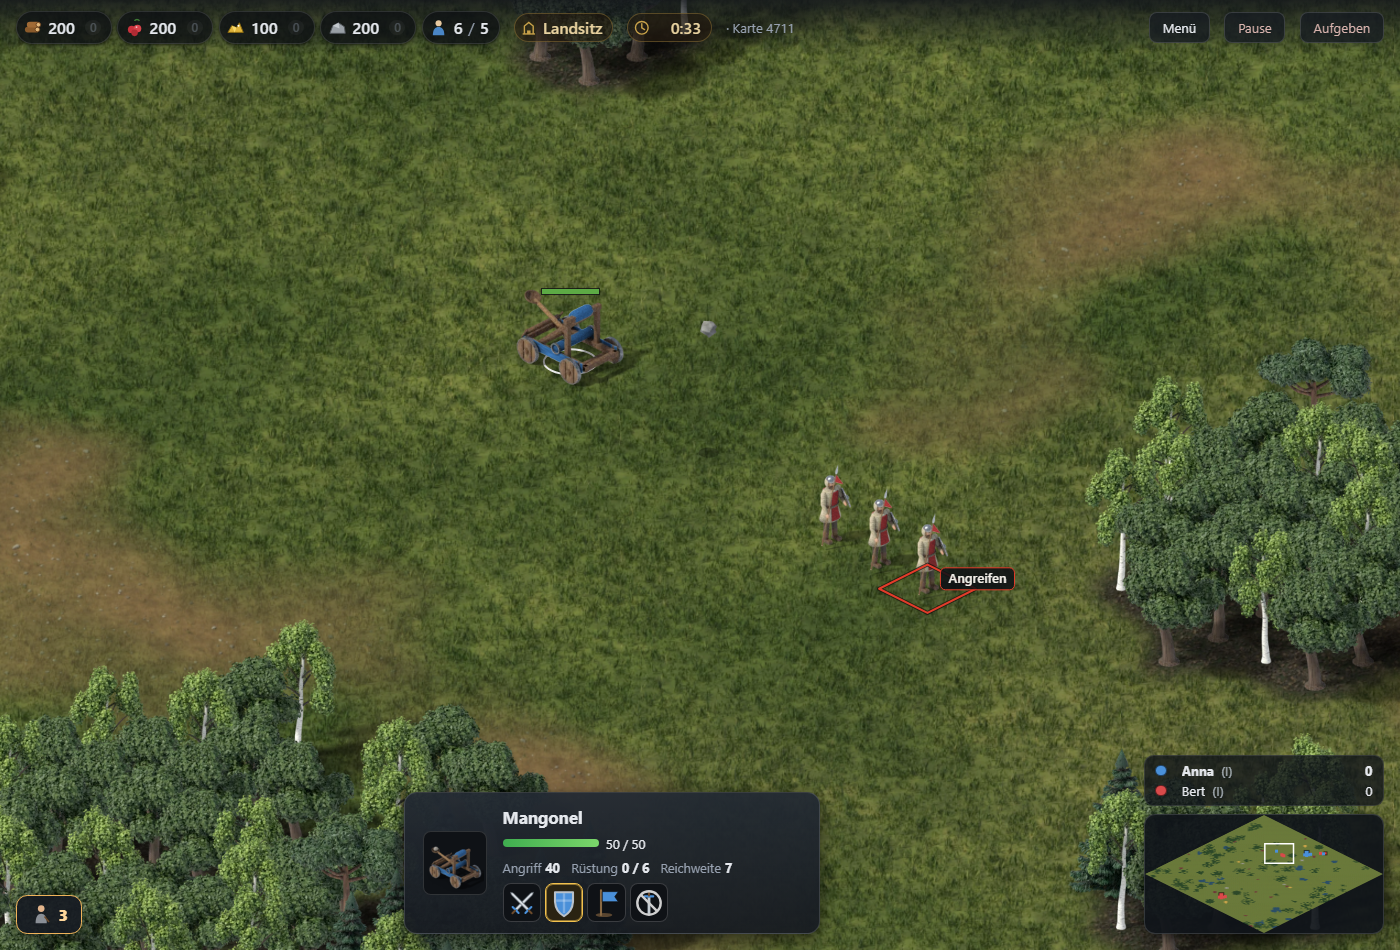 200 0 200 0 100 0 200 0 6 / 5 Landsitz 0:33 · Karte 4711 Menü Pause Aufgeben
Angreifen
Anna (I) 0
Bert (I) 0
Mangonel
50 / 50
Angriff 40 Rüstung 0 / 6 Reichweite 7
3